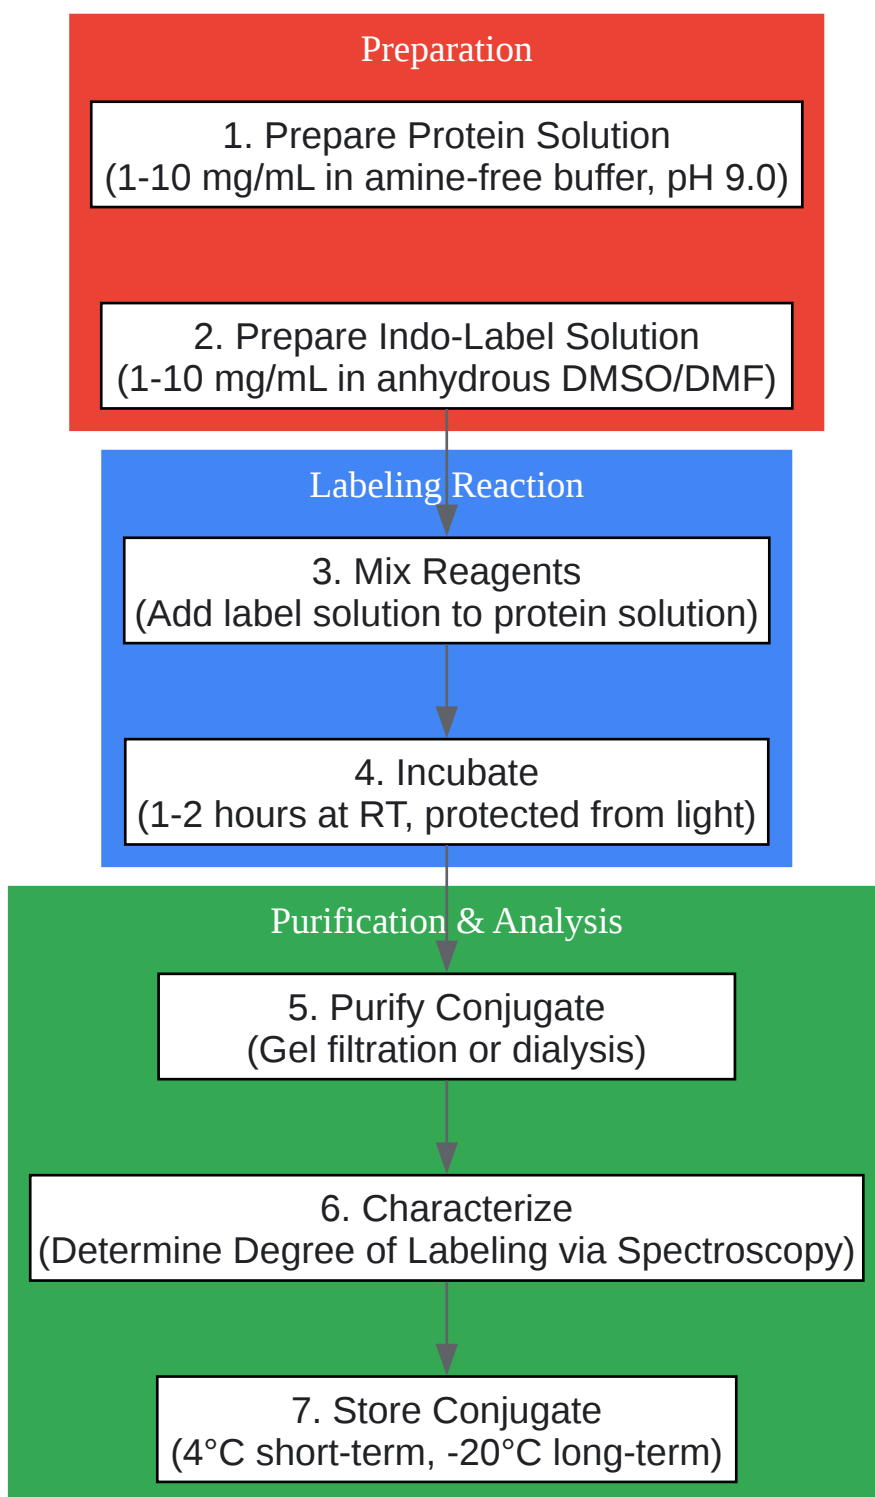 Preparation
1. Prepare Protein Solution
(1-10 mg/mL in amine-free buffer, pH 9.0)
2. Prepare Indo-Label Solution
(1-10 mg/mL in anhydrous DMSO/DMF)
Labeling Reaction
3. Mix Reagents
(Add label solution to protein solution)
4. Incubate
(1-2 hours at RT, protected from light)
Purification & Analysis
5. Purify Conjugate
(Gel filtration or dialysis)
6. Characterize
(Determine Degree of Labeling via Spectroscopy)
7. Store Conjugate
(4°C short-term, -20°C long-term)